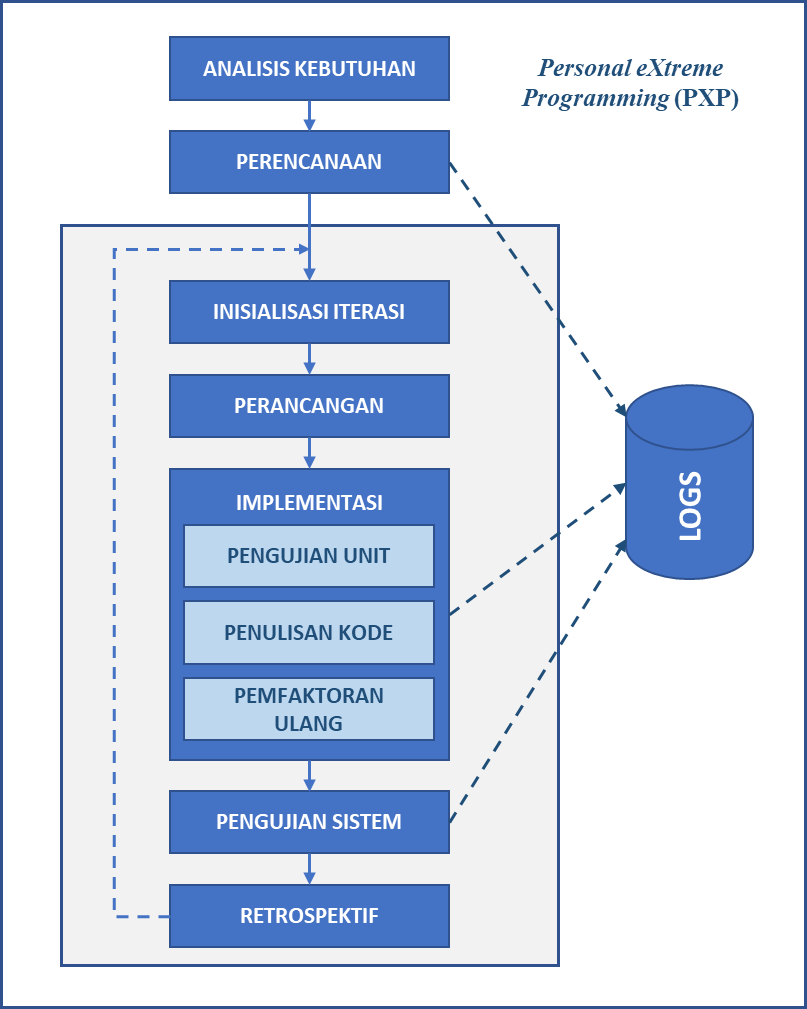 ANALISIS KEBUTUHAN
Personal eXtreme
Programming (PXP)
PERENCANAAN
INISIALISASI ITERASI
PERANCANGAN
IMPLEMENTASI
PENGUJIAN UNIT
PENULISAN KODE
PEMFAKTORAN
ULANG
PENGUJIAN SISTEM
RETROSPEKTIF
LOGS